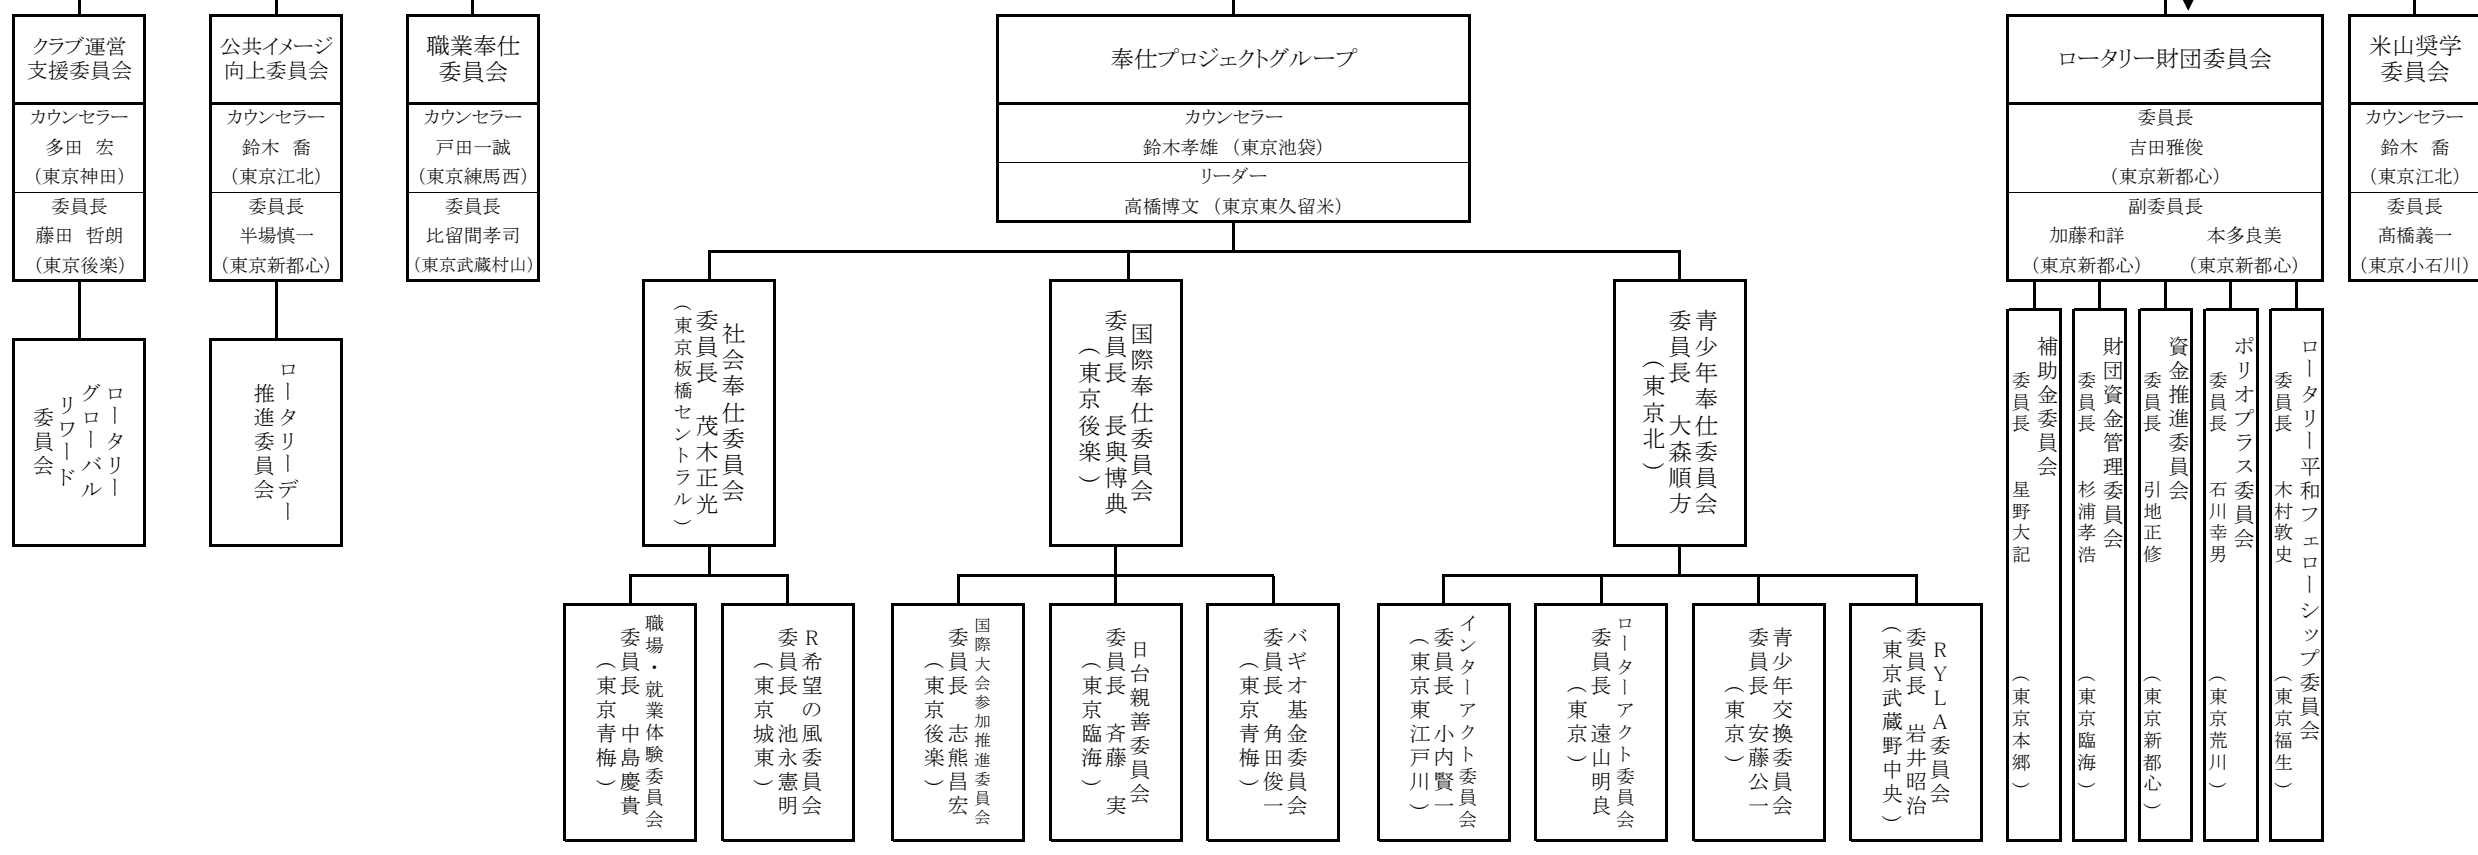 クラブ運営
支援委員会
カウンセラー
多田 宏
(東京神田)
委員長
藤田 哲朗
(東京後楽)
ロータリー
グローバル
リワード
委員会
公共イメージ
向上委員会
カウンセラー
鈴木 喬
(東京江北)
委員長
半場慎一
(東京新都心)
ロータリーデー
推進委員会
職業奉仕
委員会
カウンセラー
戸田一誠
(東京練馬西)
委員長
比留間孝司
(東京武蔵村山)
奉仕プロジェクトグループ
カウンセラー
鈴木孝雄 (東京池袋)
リーダー
高橋博文 (東京東久留米)
社会奉仕委員会
委員長 茂木正光
(東京板橋セントラル)
職場・就業体験委員会
委員長 中島慶貴
(東京青梅)
R希望の風委員会
委員長 池永憲明
(東京城東)
国際奉仕委員会
委員長 長與博典
(東京後楽)
国際大会参加推進委員会
委員長 志熊昌宏
(東京後楽)
日台親善委員会
委員長 斉藤 実
(東京臨海)
バギオ基金委員会
委員長 角田俊一
(東京青梅)
青少年奉仕委員会
委員長 大森順方
(東京北)
インターアクト委員会
委員長 小内賢一
(東京東江戸川)
ローターアクト委員会
委員長 遠山明良
(東京)
青少年交換委員会
委員長 安藤公一
(東京)
RYLA委員会
委員長 岩井昭治
(東京武蔵野中央)
ロータリー財団委員会
委員長
吉田雅俊
(東京新都心)
副委員長
加藤和詳 本多良美
(東京新都心) (東京新都心)
補助金委員会
委員長 星野大記 (東京本郷)
財団資金管理委員会
委員長 杉浦孝浩 (東京臨海)
資金推進委員会
委員長 引地正修 (東京新都心)
ポリオプラス委員会
委員長 石川幸男 (東京荒川)
ロータリー平和フェローシップ委員会
委員長 木村敦史 (東京福生)
米山奨学
委員会
カウンセラー
鈴木 喬
(東京江北)
委員長
髙橋義一
(東京小石川)